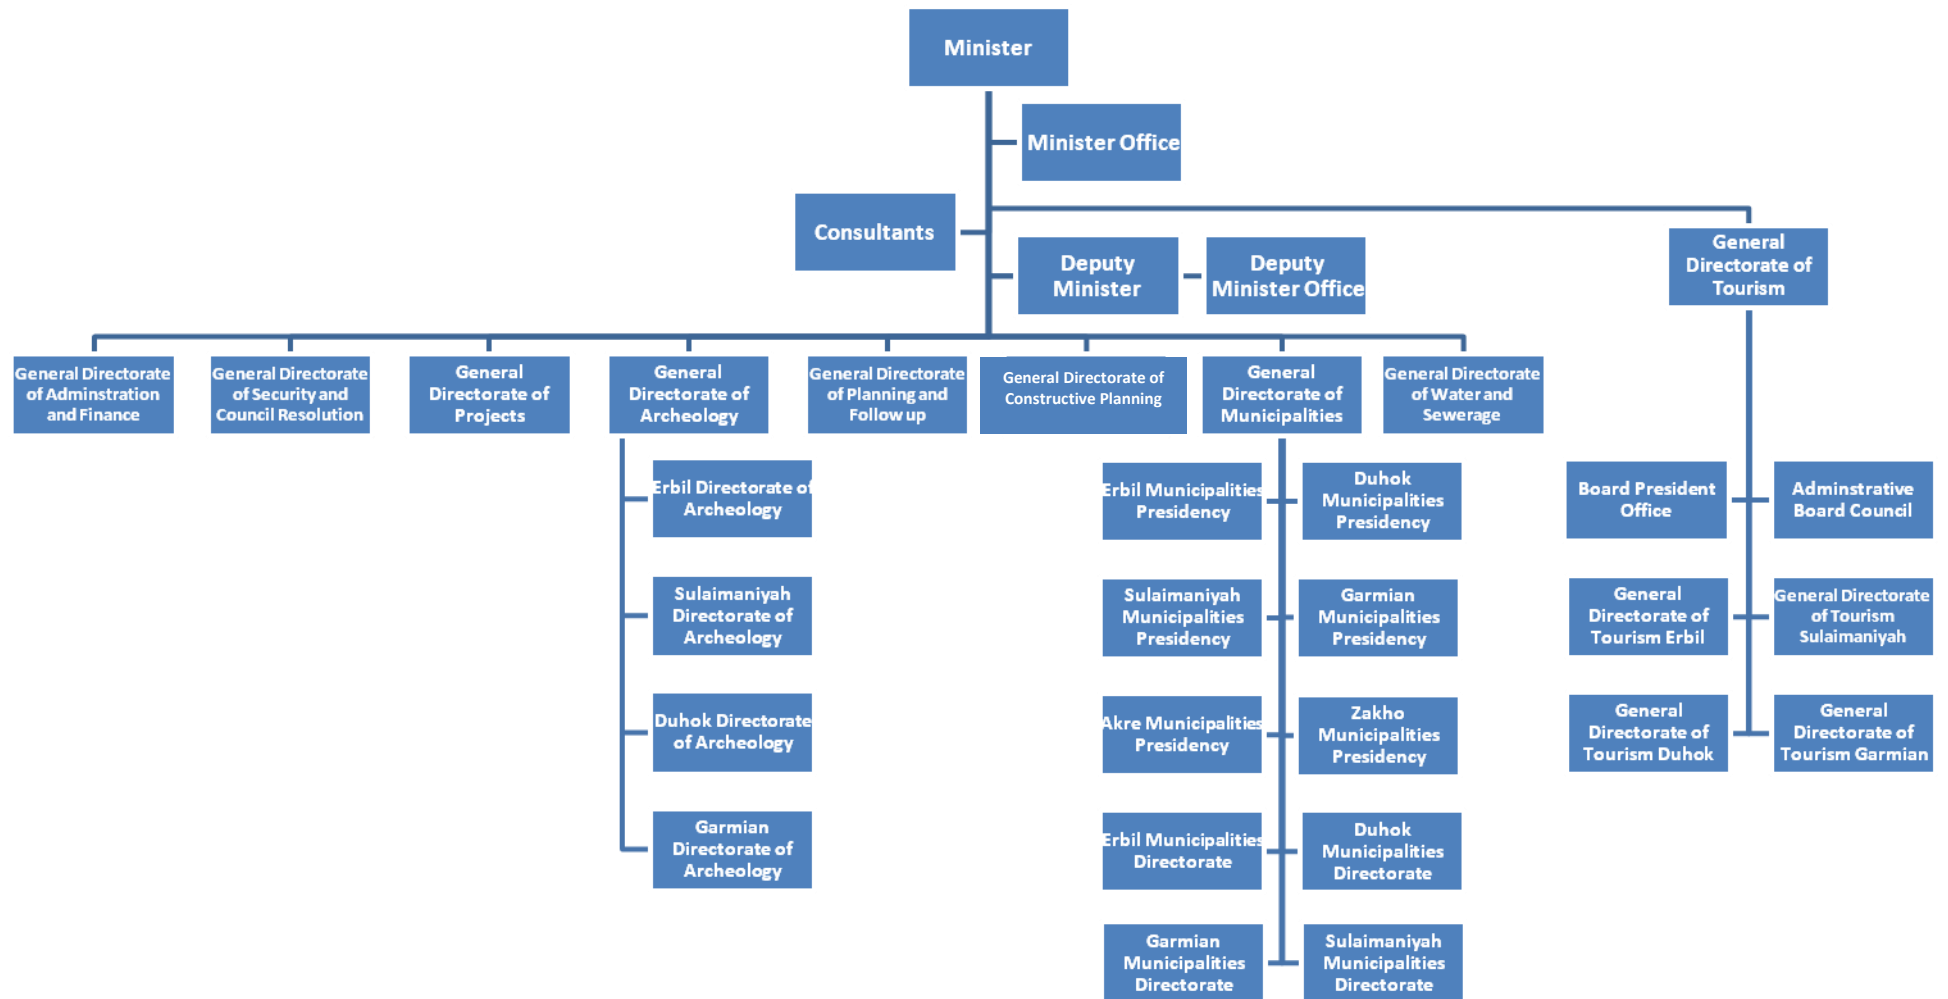 Minister
Minister Office
Consultants
Deputy
Minister
Deputy
Minister Office
General
Directorate of
Tourism
General Directorate
of Adminstration
and Finance
General Directorate
of Security and
Council Resolution
General
Directorate of
Projects
General
Directorate of
Archeology
General Directorate
of Planning and
Follow up
General Directorate of
Constructive Planning
General
Directorate of
Municipalities
General Directorate
of Water and
Sewerage
Erbil Directorate of
Archeology
Sulaimaniyah
Directorate of
Archeology
Duhok Directorate
of Archeology
Garmian
Directorate of
Archeology
Erbil Municipalities
Presidency
Duhok
Municipalities
Presidency
Sulaimaniyah
Municipalities
Presidency
Garmian
Municipalities
Presidency
Akre Municipalities
Presidency
Zakho
Municipalities
Presidency
Erbil Municipalities
Directorate
Duhok
Municipalities
Directorate
Garmian
Municipalities
Directorate
Sulaimaniyah
Municipalities
Directorate
Board President
Office
Adminstrative
Board Council
General
Directorate of
Tourism Erbil
General Directorate
of Tourism
Sulaimaniyah
General
Directorate of
Tourism Duhok
General
Directorate of
Tourism Garmian